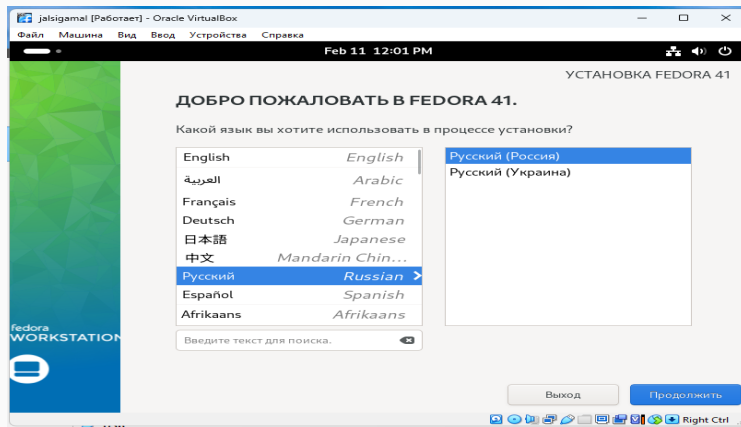 jalsigamal [Работает] - Oracle VirtualBox
Файл Машина Вид Ввод Устройства Справка
Feb 11 12:01 PM
УСТАНОВКА FEDORA 41
ДОБРО ПОЖАЛОВАТЬ В FEDORA 41.
Какой язык вы хотите использовать в процессе установки?
English English
العربية Arabic
Français French
Deutsch German
日本語 Japanese
中文 Mandarin Chin...
Русский Russian
Español Spanish
Afrikaans Afrikaans
Введите текст для поиска.
Русский (Россия)
Русский (Украина)
fedora
WORKSTATION
Выход Продолжить
Right Ctrl